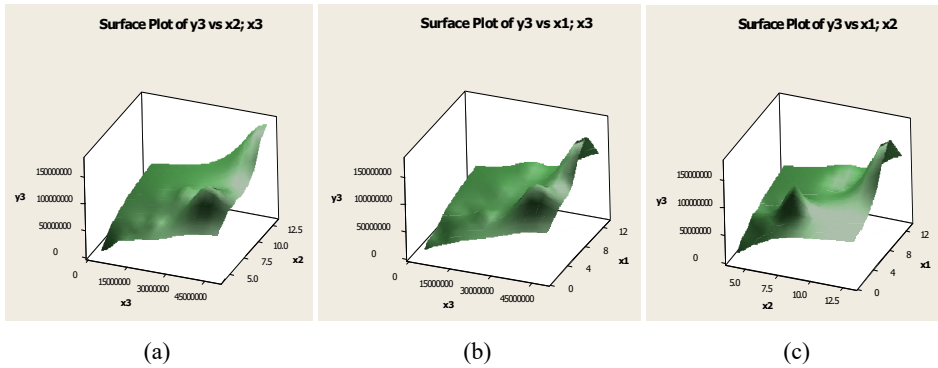 Surface Plot of y3 vs x2; x3
150000000
y3
100000000
50000000
0
0
15000000
30000000
45000000
x3
5.0
7.5
10.0
12.5
x2
(a)
Surface Plot of y3 vs x1; x3
150000000
y3
100000000
50000000
0
0
15000000
30000000
45000000
x3
0
4
8
12
x1
(b)
Surface Plot of y3 vs x1; x2
150000000
y3
100000000
50000000
0
5.0
7.5
10.0
12.5
x2
0
4
8
12
x1
(c)